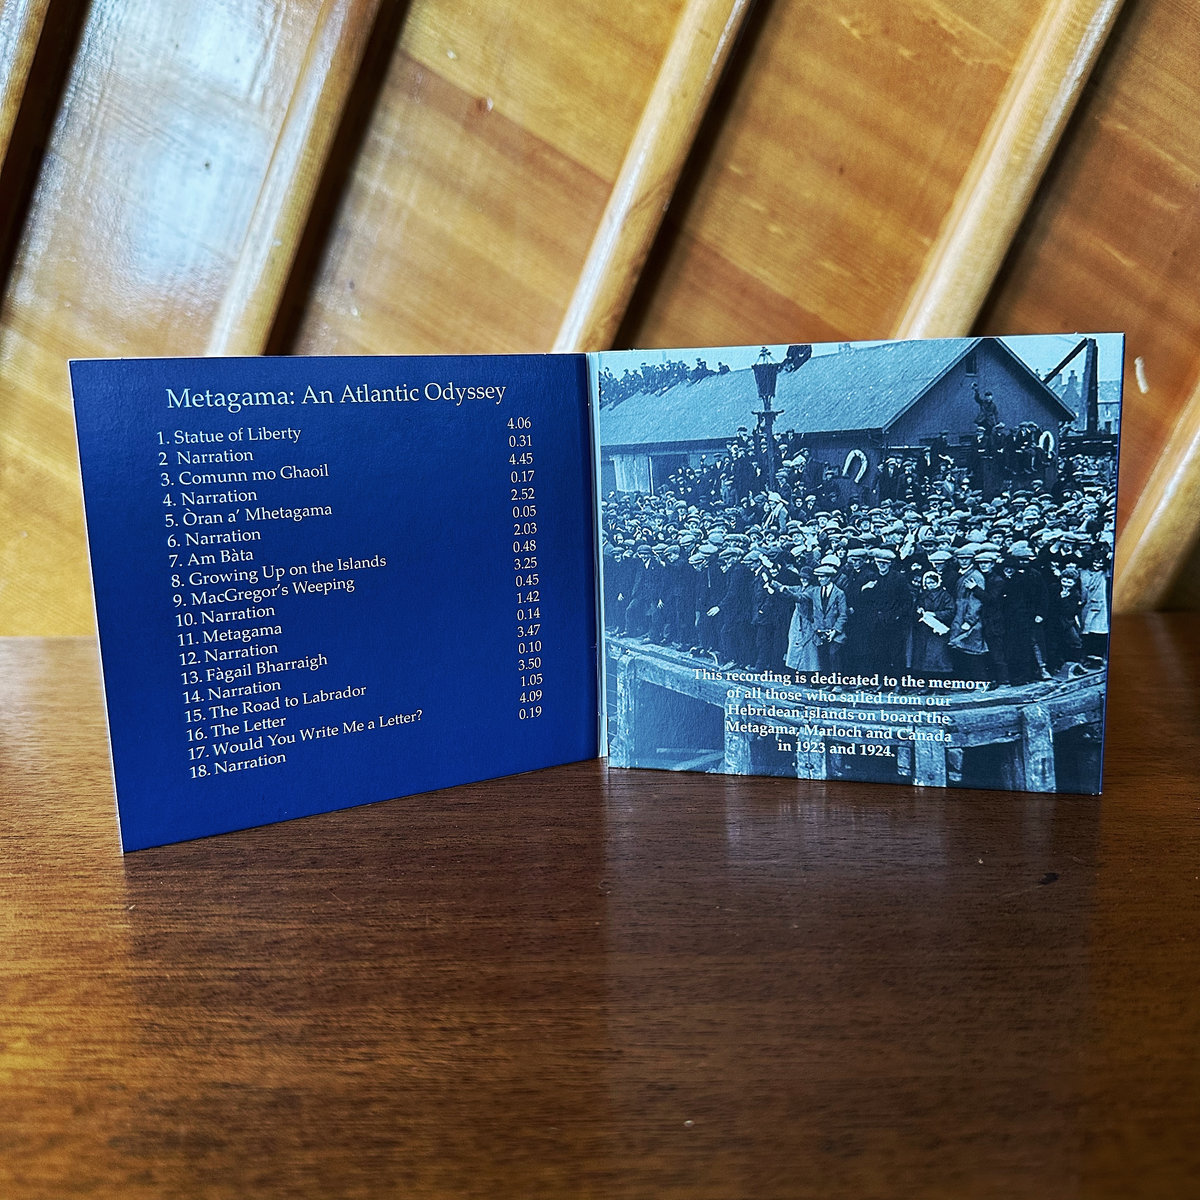 Metagama: An Atlantic Odyssey
1. Statue of Liberty 4.06
2 Narration 0.31
3. Comunn mo Ghaoil 4.45
4. Narration 0.17
5. Òran a' Mhetagama 2.52
6. Narration 0.05
7. Am Bàta 2.03
8. Growing Up on the Islands 0.48
9. MacGregor's Weeping 3.25
10. Narration 0.45
11. Metagama 1.42
12. Narration 0.14
13. Fàgail Bharraigh 3.47
14. Narration 0.10
15. The Road to Labrador 3.50
16. The Letter 1.05
17. Would You Write Me a Letter? 4.09
18. Narration 0.19
This recording is dedicated to the memory
of all those who sailed from our
Hebridean islands on board the
Metagama, Marloch and Canada
in 1923 and 1924.